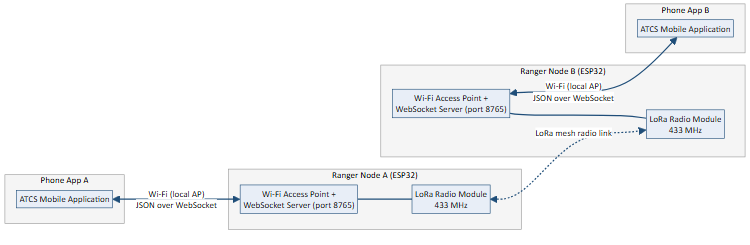 Phone App B
ATCS Mobile Application
Ranger Node B (ESP32)
Wi-Fi (local AP)
JSON over WebSocket
Wi-Fi Access Point +
WebSocket Server (port 8765)
LoRa Radio Module
433 MHz
LoRa mesh radio link
Ranger Node A (ESP32)
Phone App A
ATCS Mobile Application
Wi-Fi (local AP)
JSON over WebSocket
Wi-Fi Access Point +
WebSocket Server (port 8765)
LoRa Radio Module
433 MHz